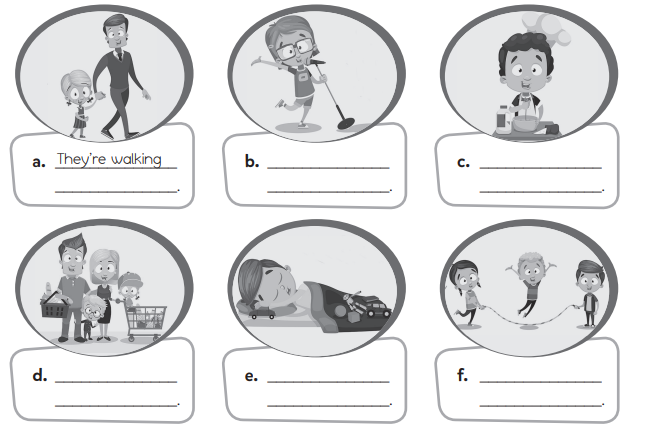 a. They're walking
.
b.
.
c.
.
d.
.
e.
.
f.
.